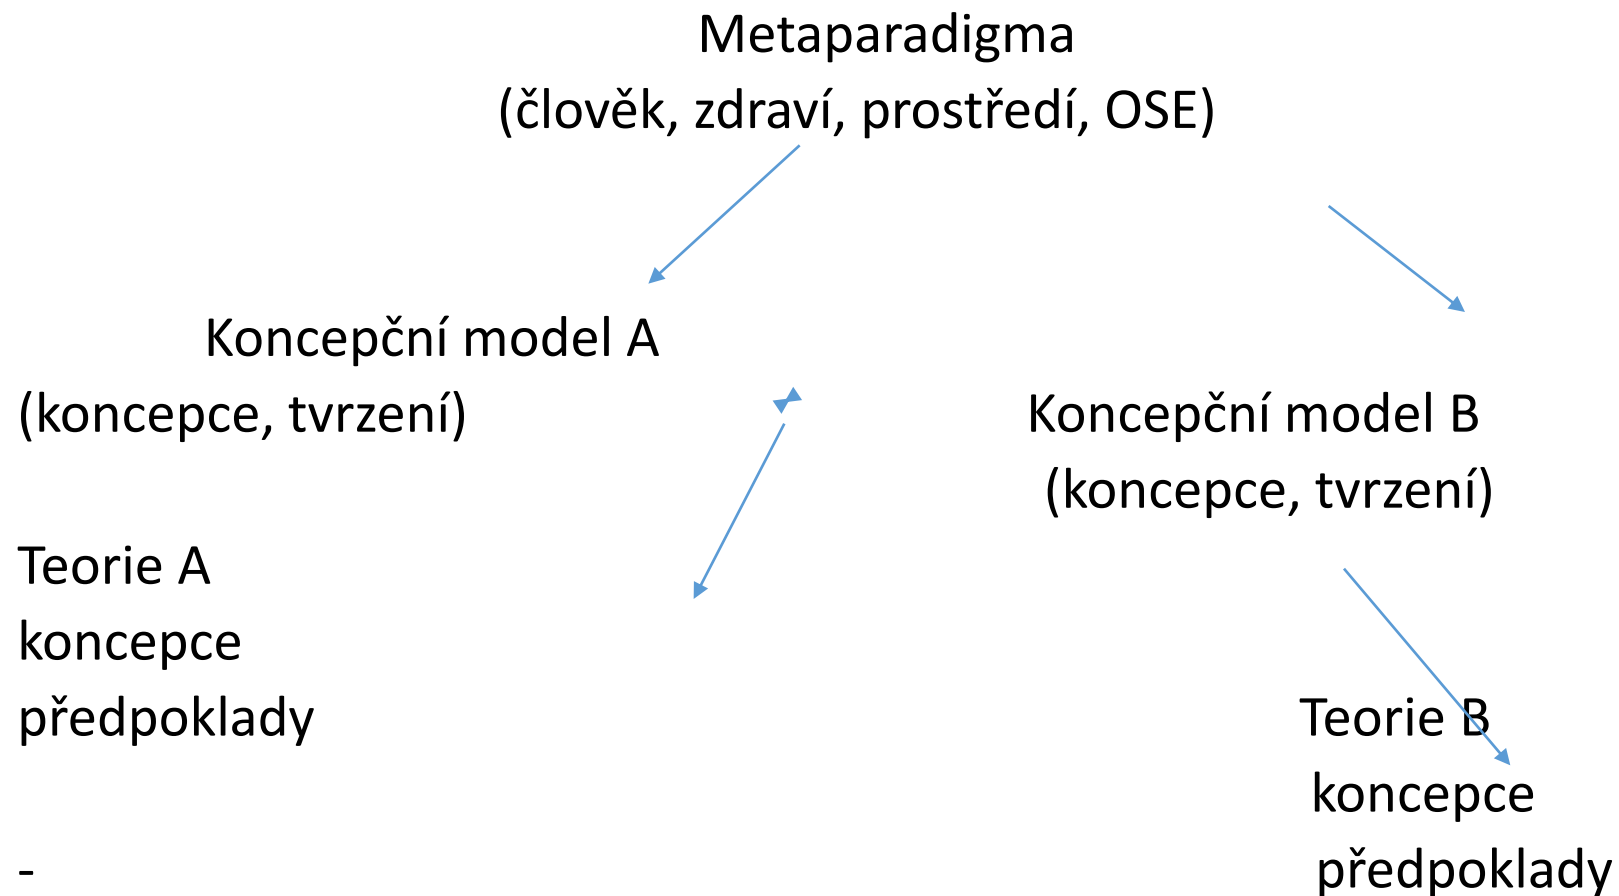 Metaparadigma
(člověk, zdraví, prostředí, OSE)
Koncepční model A
(koncepce, tvrzení)
Koncepční model B
(koncepce, tvrzení)
Teorie A
koncepce
předpoklady
Teorie B
koncepce
-
předpoklady